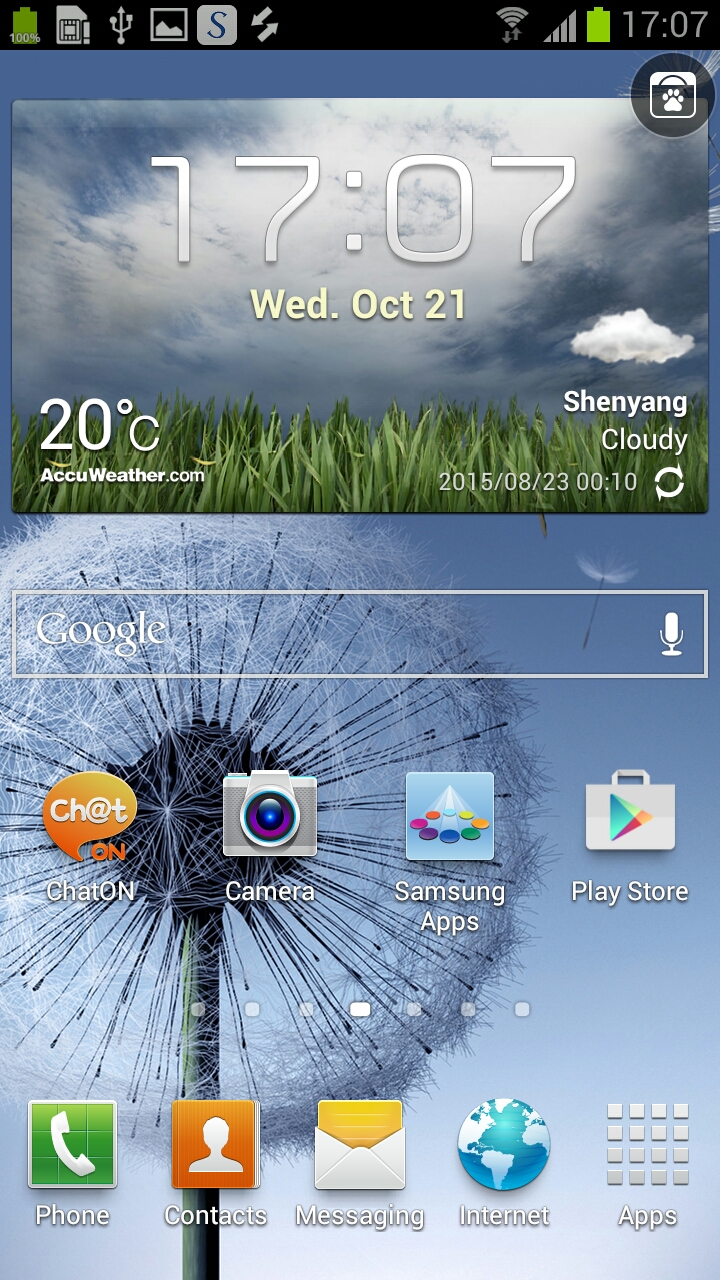 100%
S
17:07
17:07
Wed. Oct 21
20°C
Shenyang
Cloudy
AccuWeather.com
2015/08/23 00:10
Google
Ch@t
ON
ChatON
Camera
Samsung
Apps
Play Store
Phone
Contacts
Messaging
Internet
Apps